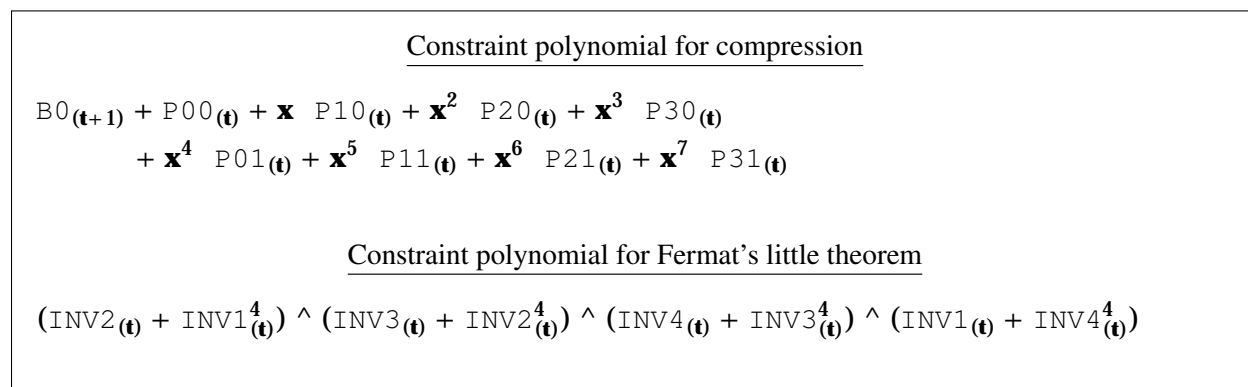 Constraint polynomial for compression
B0₍ₜ₊₁₎ + P00₍ₜ₎ + x P10₍ₜ₎ + x² P20₍ₜ₎ + x³ P30₍ₜ₎
+ x⁴ P01₍ₜ₎ + x⁵ P11₍ₜ₎ + x⁶ P21₍ₜ₎ + x⁷ P31₍ₜ₎
Constraint polynomial for Fermat’s little theorem
(INV2₍ₜ₎ + INV1⁴₍ₜ₎) ^ (INV3₍ₜ₎ + INV2⁴₍ₜ₎) ^ (INV4₍ₜ₎ + INV3⁴₍ₜ₎) ^ (INV1₍ₜ₎ + INV4⁴₍ₜ₎)